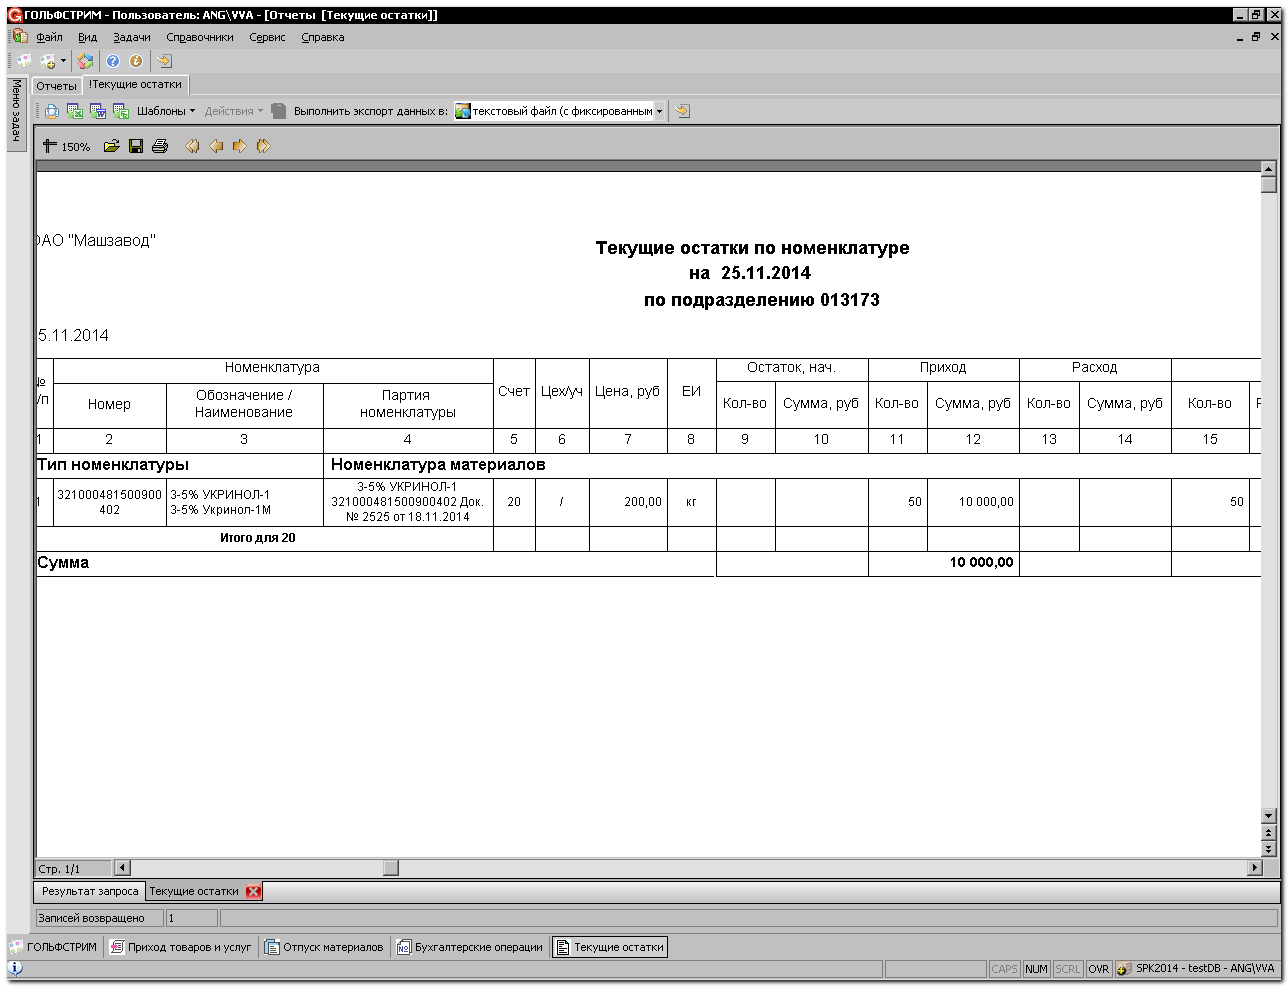 ГОЛЬФСТРИМ - Пользователь: ANG\VVA - [Отчеты [Текущие остатки]]
Файл Вид Задачи Справочники Сервис Справка
Меню задач
Отчеты !Текущие остатки
Шаблоны Действия Выполнить экспорт данных в: текстовый файл (с фиксированным
150%
ОАО "Машзавод"
Текущие остатки по номенклатуре
на 25.11.2014
по подразделению 013173
5.11.2014
№ /п Номенклатура Счет Цех/уч Цена, руб ЕИ Остаток, нач. Приход Расход
Номер Обозначение / Наименование Партия номенклатуры Кол-во Сумма, руб Кол-во Сумма, руб Кол-во Сумма, руб Кол-во
1 2 3 4 5 6 7 8 9 10 11 12 13 14 15
Тип номенклатуры Номенклатура материалов
1 321000481500900 402 3-5% УКРИНОЛ-1 3-5% Укринол-1М 3-5% УКРИНОЛ-1 321000481500900402 Док. № 2525 от 18.11.2014 20 / 200,00 кг 50 10 000,00 50
Итого для 20
Сумма 10 000,00
Стр. 1/1
Результат запроса Текущие остатки
Записей возвращено 1
ГОЛЬФСТРИМ Приход товаров и услуг Отпуск материалов Бухгалтерские операции Текущие остатки
CAPS NUM SCRL OVR SPK2014 - testDB - ANG\VVA